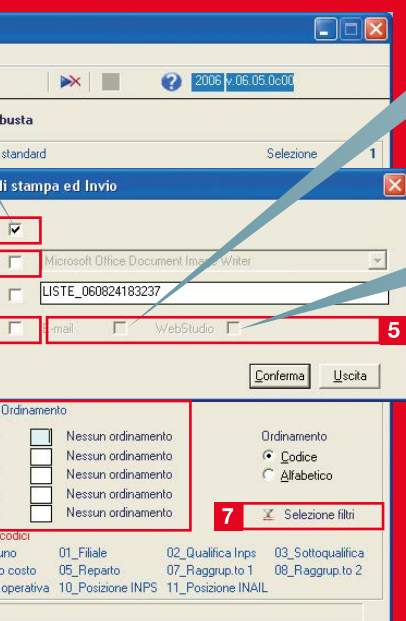 2006 v.06.05.0c00
busta
standard Selezione 1
di stampa ed Invio
Microsoft Office Document Image Writer
LISTE_060824183237
E-mail WebStudio 5
Conferma Uscita
Ordinamento Ordinamento
Nessun ordinamento
Nessun ordinamento
Nessun ordinamento
Nessun ordinamento
Nessun ordinamento
Codice
Alfabetico
7 Selezione filtri
codici
uno 01_Filiale 02_Qualifica Inps 03_Sottoqualifica
o costo 05_Reparto 07_Raggrup.to 1 08_Raggrup.to 2
operativa 10_Posizione INPS 11_Posizione INAIL